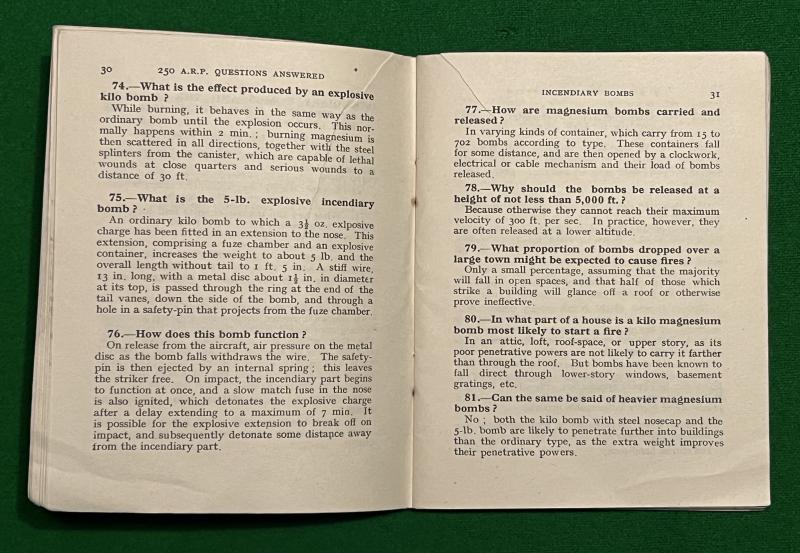 30 250 A.R.P. QUESTIONS ANSWERED
74.—What is the effect produced by an explosive
kilo bomb ?
While burning, it behaves in the same way as the
ordinary bomb until the explosion occurs. This nor-
mally happens within 2 min. ; burning magnesium is
then scattered in all directions, together with the steel
splinters from the canister, which are capable of lethal
wounds at close quarters and serious wounds to a
distance of 30 ft.
75.—What is the 5-lb. explosive incendiary
bomb ?
An ordinary kilo bomb to which a 3½ oz. exlposive
charge has been fitted in an extension to the nose. This
extension, comprising a fuze chamber and an explosive
container, increases the weight to about 5 lb. and the
overall length without tail to 1 ft. 5 in. A stiff wire,
13 in. long, with a metal disc about 1½ in. in diameter
at its top, is passed through the ring at the end of the
tail vanes, down the side of the bomb, and through a
hole in a safety-pin that projects from the fuze chamber.
76.—How does this bomb function ?
On release from the aircraft, air pressure on the metal
disc as the bomb falls withdraws the wire. The safety-
pin is then ejected by an internal spring ; this leaves
the striker free. On impact, the incendiary part begins
to function at once, and a slow match fuse in the nose
is also ignited, which detonates the explosive charge
after a delay extending to a maximum of 7 min. It
is possible for the explosive extension to break off on
impact, and subsequently detonate some distance away
from the incendiary part.
INCENDIARY BOMBS 31
77.—How are magnesium bombs carried and
released ?
In varying kinds of container, which carry from 15 to
702 bombs according to type. These containers fall
for some distance, and are then opened by a clockwork,
electrical or cable mechanism and their load of bombs
released.
78.—Why should the bombs be released at a
height of not less than 5,000 ft. ?
Because otherwise they cannot reach their maximum
velocity of 300 ft. per sec. In practice, however, they
are often released at a lower altitude.
79.—What proportion of bombs dropped over a
large town might be expected to cause fires ?
Only a small percentage, assuming that the majority
will fall in open spaces, and that half of those which
strike a building will glance off a roof or otherwise
prove ineffective.
80.—In what part of a house is a kilo magnesium
bomb most likely to start a fire ?
In an attic, loft, roof-space, or upper story, as its
poor penetrative powers are not likely to carry it farther
than through the roof. But bombs have been known to
fall direct through lower-story windows, basement
gratings, etc.
81.—Can the same be said of heavier magnesium
bombs ?
No ; both the kilo bomb with steel nosecap and the
5-lb. bomb are likely to penetrate further into buildings
than the ordinary type, as the extra weight improves
their penetrative powers.